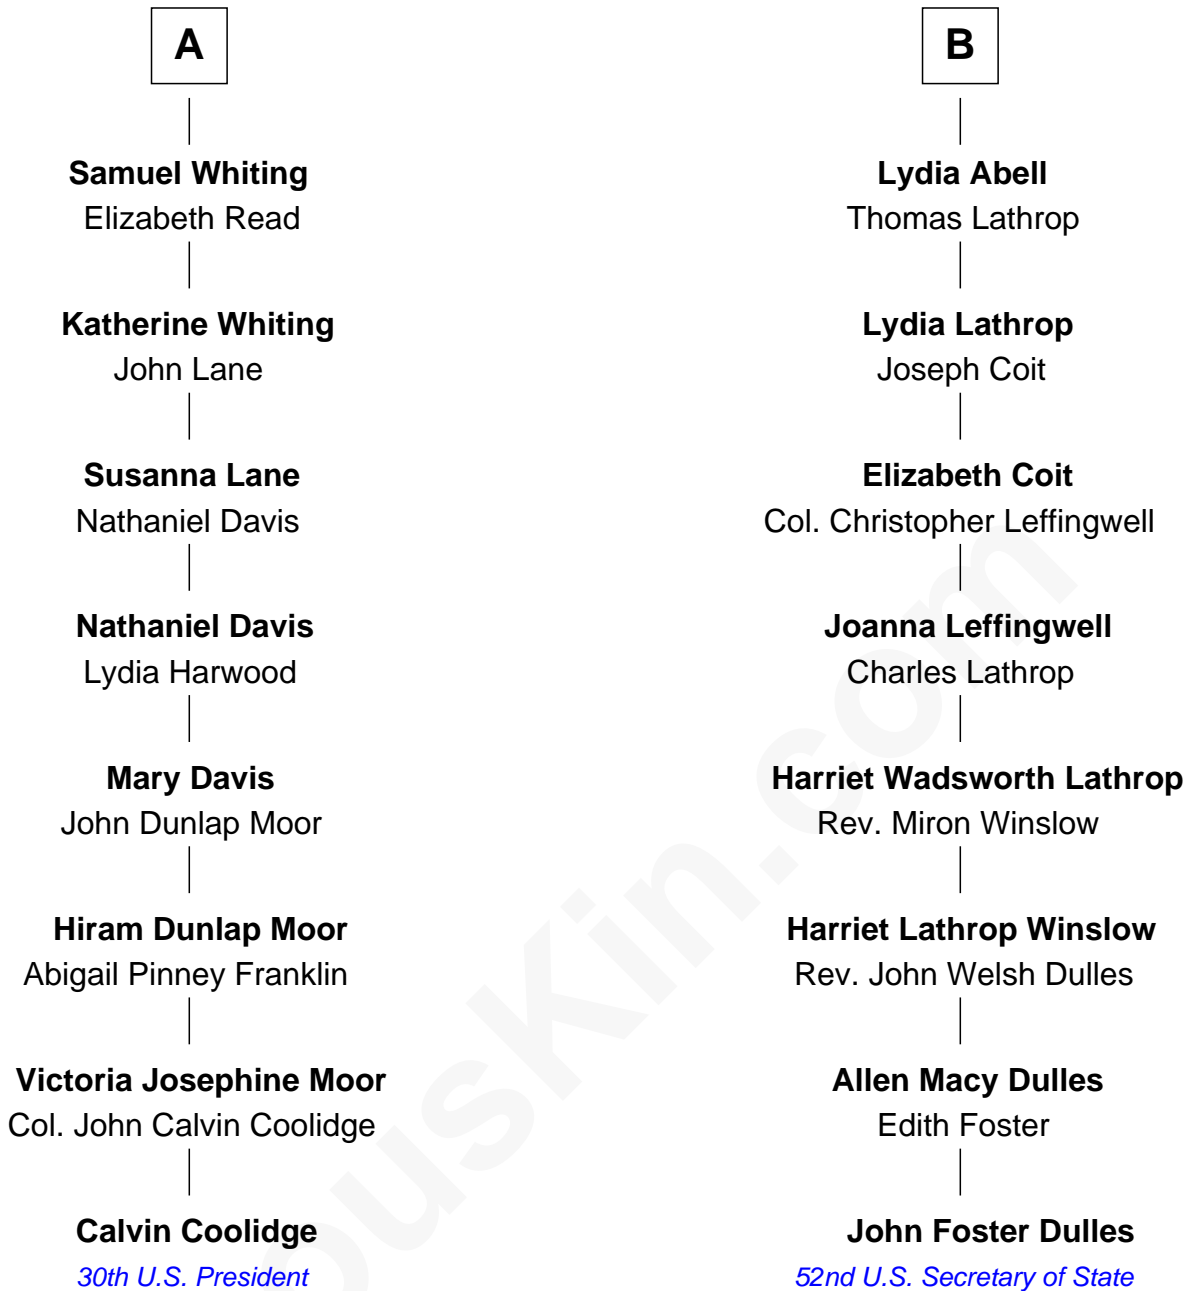 A
Samuel Whiting
Elizabeth Read
Katherine Whiting
John Lane
Susanna Lane
Nathaniel Davis
Nathaniel Davis
Lydia Harwood
Mary Davis
John Dunlap Moor
Hiram Dunlap Moor
Abigail Pinney Franklin
Victoria Josephine Moor
Col. John Calvin Coolidge
Calvin Coolidge
30th U.S. President
B
Lydia Abell
Thomas Lathrop
Lydia Lathrop
Joseph Coit
Elizabeth Coit
Col. Christopher Leffingwell
Joanna Leffingwell
Charles Lathrop
Harriet Wadsworth Lathrop
Rev. Miron Winslow
Harriet Lathrop Winslow
Rev. John Welsh Dulles
Allen Macy Dulles
Edith Foster
John Foster Dulles
52nd U.S. Secretary of State
ousKin.com